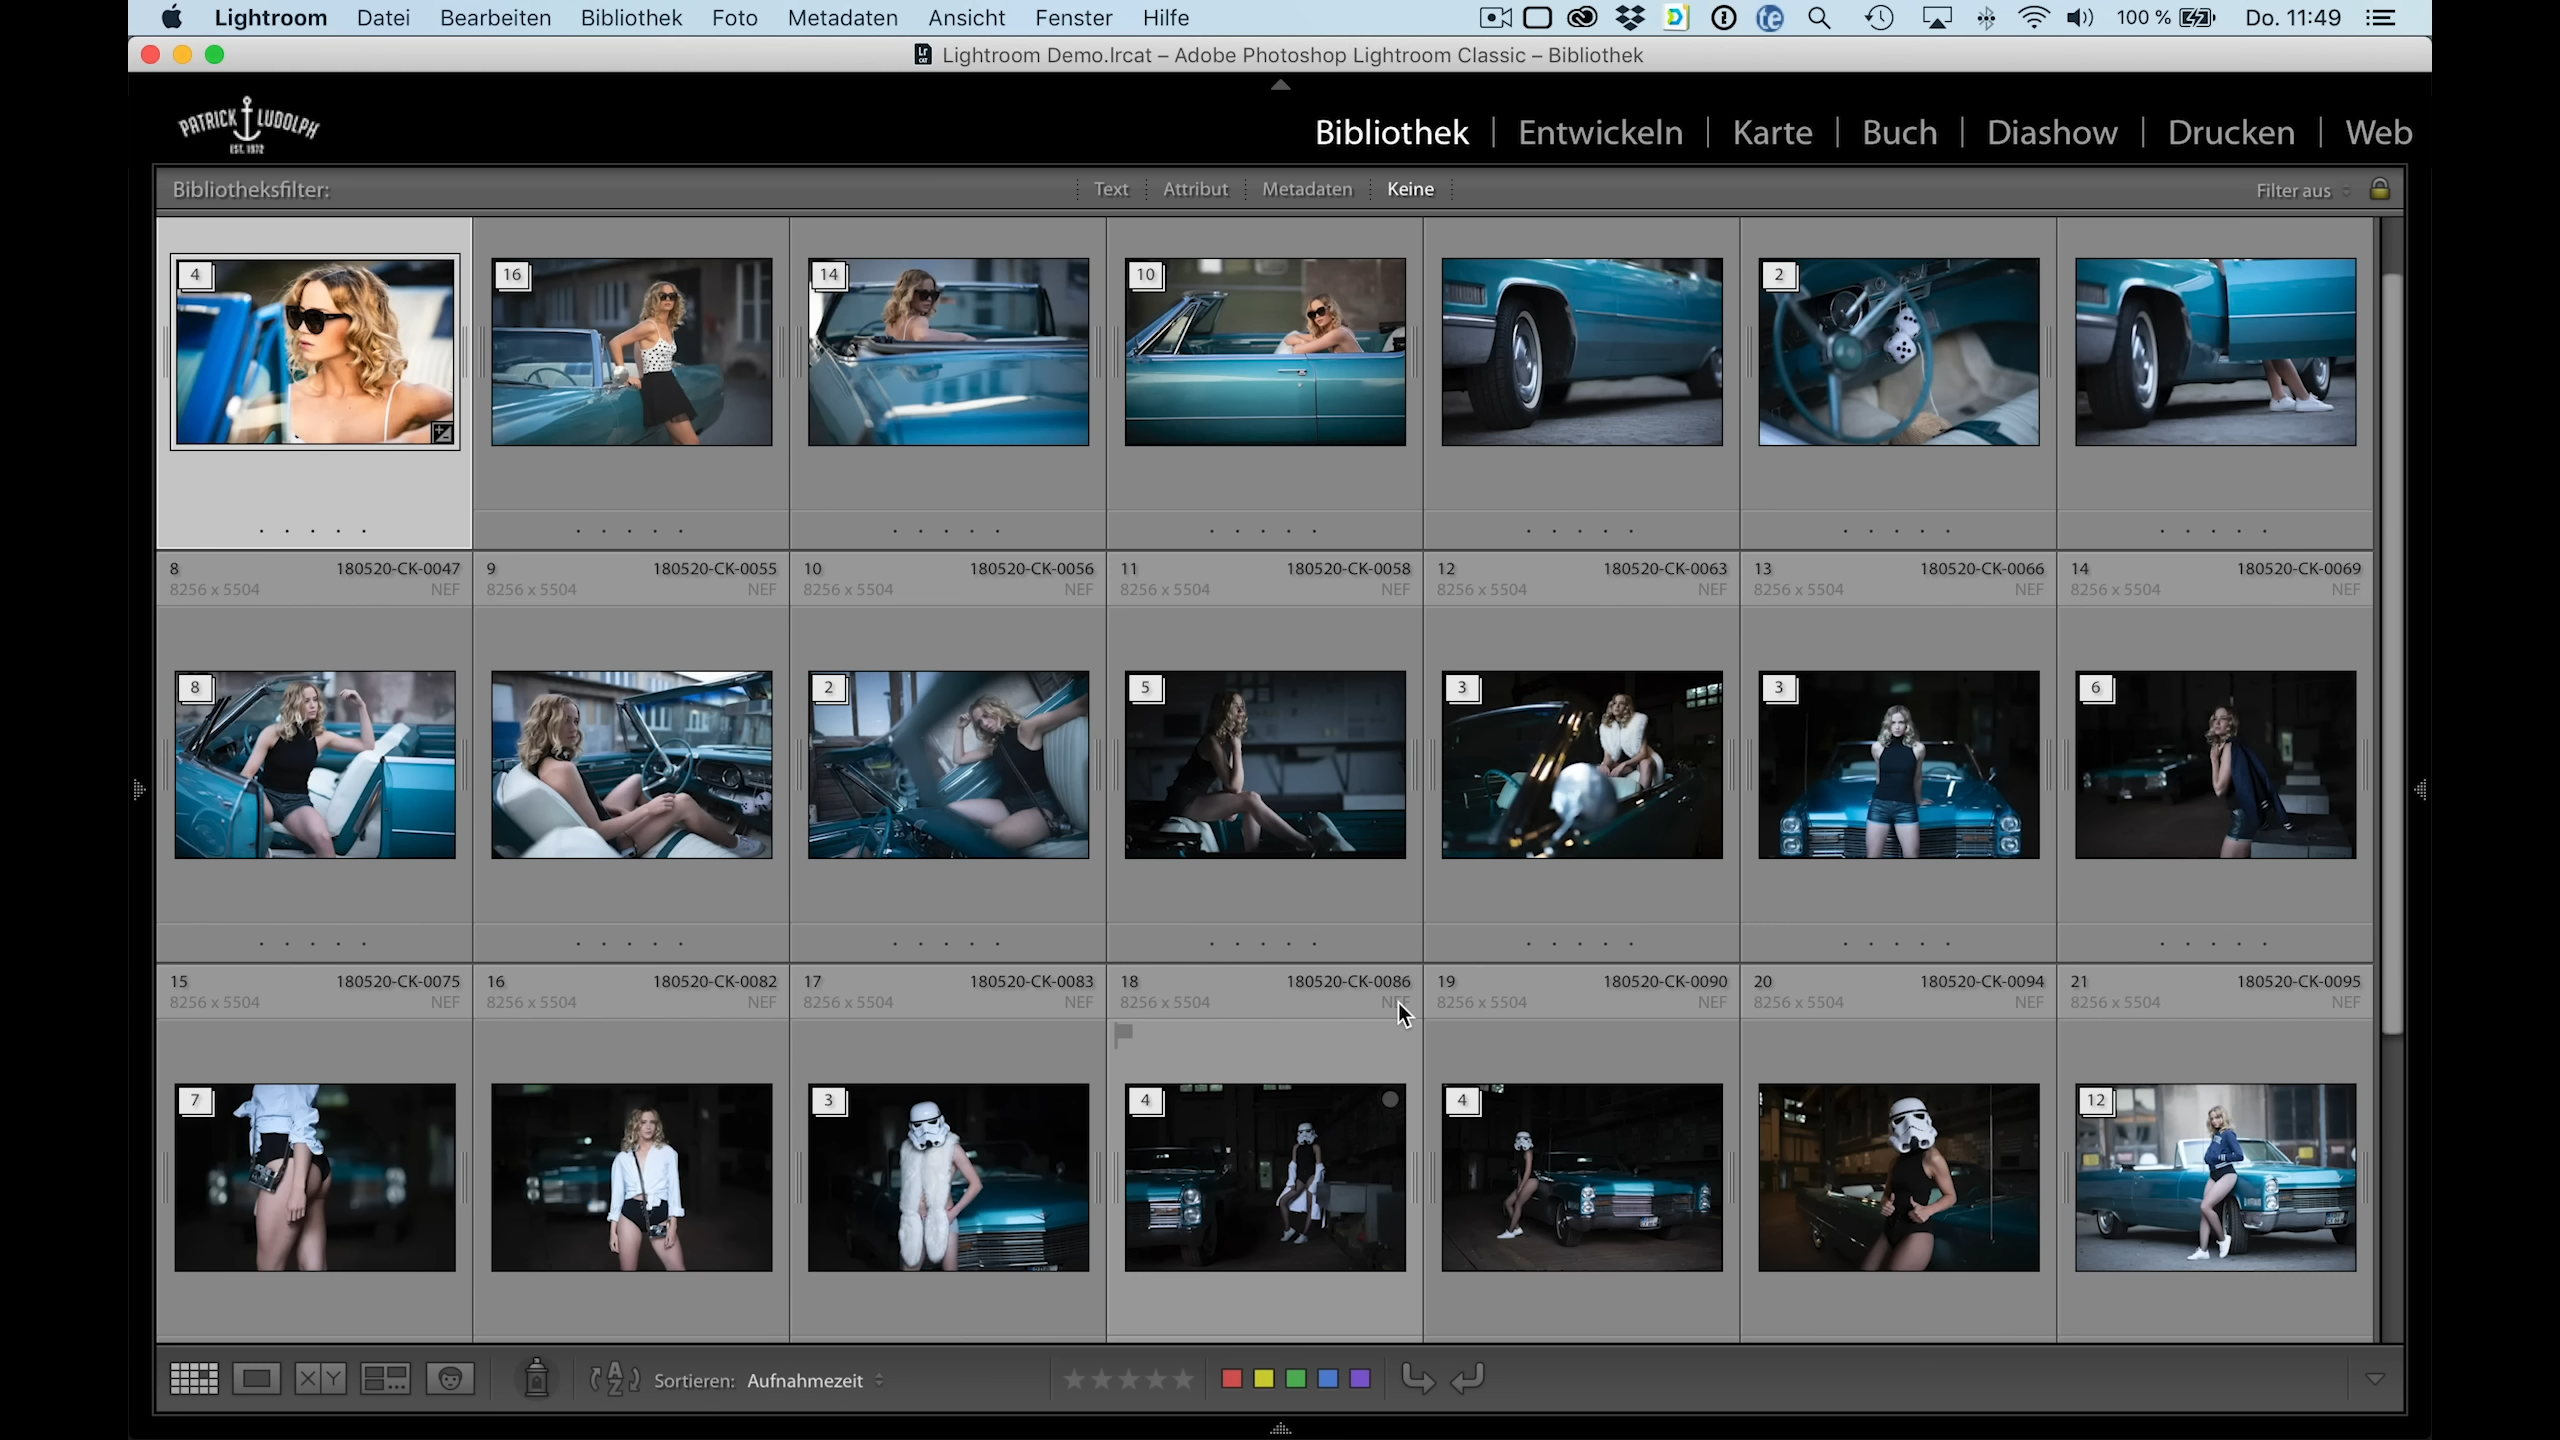 Lightroom Datei Bearbeiten Bibliothek Foto Metadaten Ansicht Fenster Hilfe 100 % Do. 11:49
Lightroom Demo.lrcat – Adobe Photoshop Lightroom Classic – Bibliothek
PATRICK LUDOLPH
EST. 1972
Bibliothek | Entwickeln | Karte | Buch | Diashow | Drucken | Web
Bibliotheksfilter: Text Attribut Metadaten Keine Filter aus
4 16 14 10 2
8 180520-CK-0047 9 180520-CK-0055 10 180520-CK-0056 11 180520-CK-0058 12 180520-CK-0063 13 180520-CK-0066 14 180520-CK-0069
8256 x 5504 NEF 8256 x 5504 NEF 8256 x 5504 NEF 8256 x 5504 NEF 8256 x 5504 NEF 8256 x 5504 NEF 8256 x 5504 NEF
8 2 5 3 3 6
15 180520-CK-0075 16 180520-CK-0082 17 180520-CK-0083 18 180520-CK-0086 19 180520-CK-0090 20 180520-CK-0094 21 180520-CK-0095
8256 x 5504 NEF 8256 x 5504 NEF 8256 x 5504 NEF 8256 x 5504 NEF 8256 x 5504 NEF 8256 x 5504 NEF 8256 x 5504 NEF
7 3 4 4 12
X Y A Z Sortieren: Aufnahmezeit